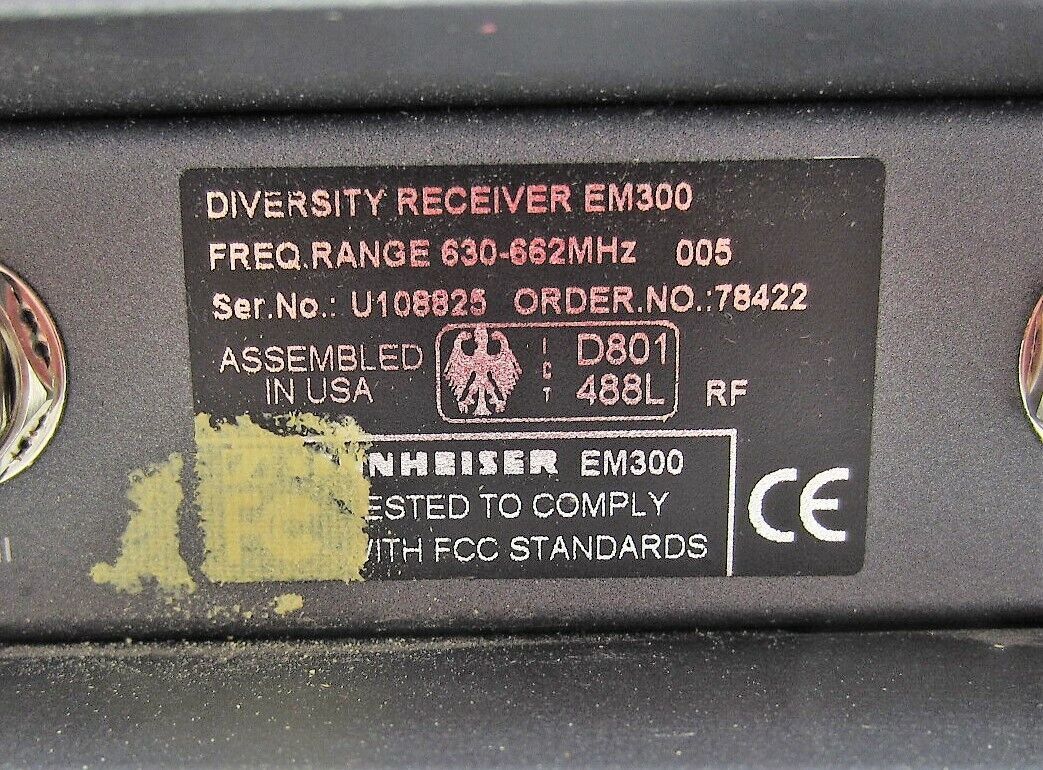 DIVERSITY RECEIVER EM300
FREQ.RANGE 630-662MHz 005
Ser.No.: U108825 ORDER.NO.:78422
ASSEMBLED
IN USA
I C T
D801
488L
RF
NHEISER EM300
ESTED TO COMPLY
WITH FCC STANDARDS
CE